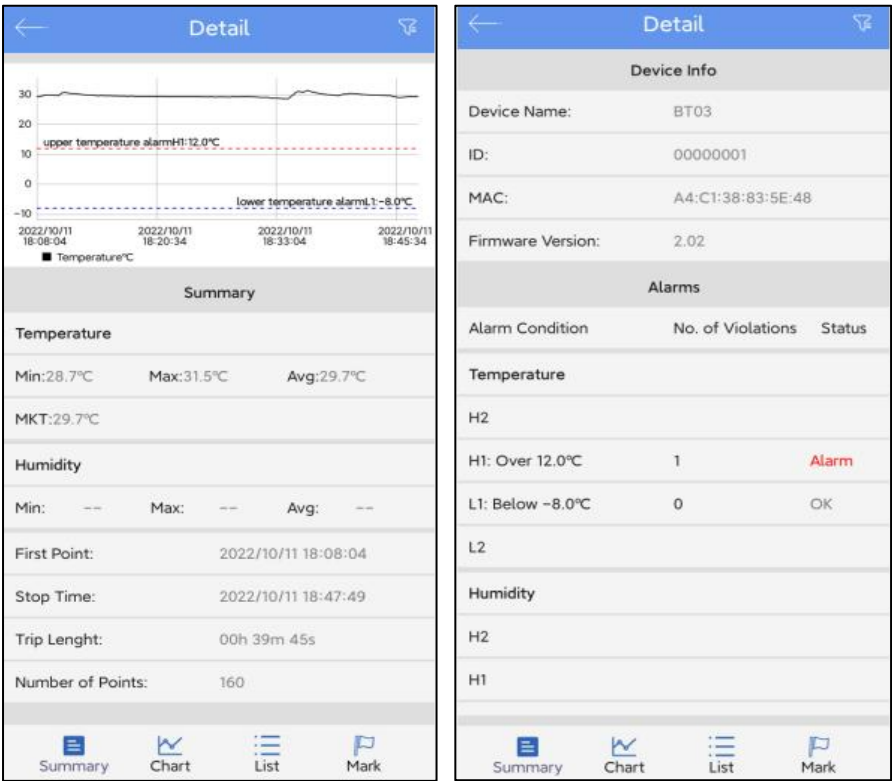 Detail
30
20
upper temperature alarmH1:12.0℃
10
0
lower temperature alarmL1:-8.0℃
-10
2022/10/11 2022/10/11 2022/10/11 2022/10/11
18:08:04 18:20:34 18:33:04 18:45:34
Temperature℃
Summary
Temperature
Min:28.7℃ Max:31.5℃ Avg:29.7℃
MKT:29.7℃
Humidity
Min: -- Max: -- Avg: --
First Point: 2022/10/11 18:08:04
Stop Time: 2022/10/11 18:47:49
Trip Lenght: 00h 39m 45s
Number of Points: 160
Summary Chart List Mark
Detail
Device Info
Device Name: BT03
ID: 00000001
MAC: A4:C1:38:83:5E:48
Firmware Version: 2.02
Alarms
Alarm Condition No. of Violations Status
Temperature
H2
H1: Over 12.0℃ 1 Alarm
L1: Below -8.0℃ 0 OK
L2
Humidity
H2
H1
Summary Chart List Mark